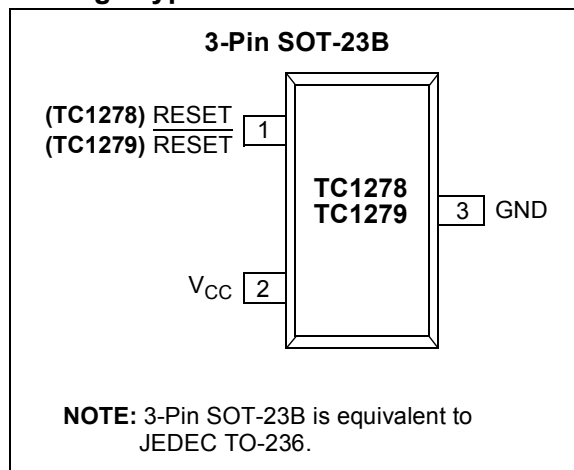 3-Pin SOT-23B
(TC1278) RESET
(TC1279) RESET
1
TC1278
TC1279
3 GND
VCC 2
NOTE: 3-Pin SOT-23B is equivalent to
JEDEC TO-236.